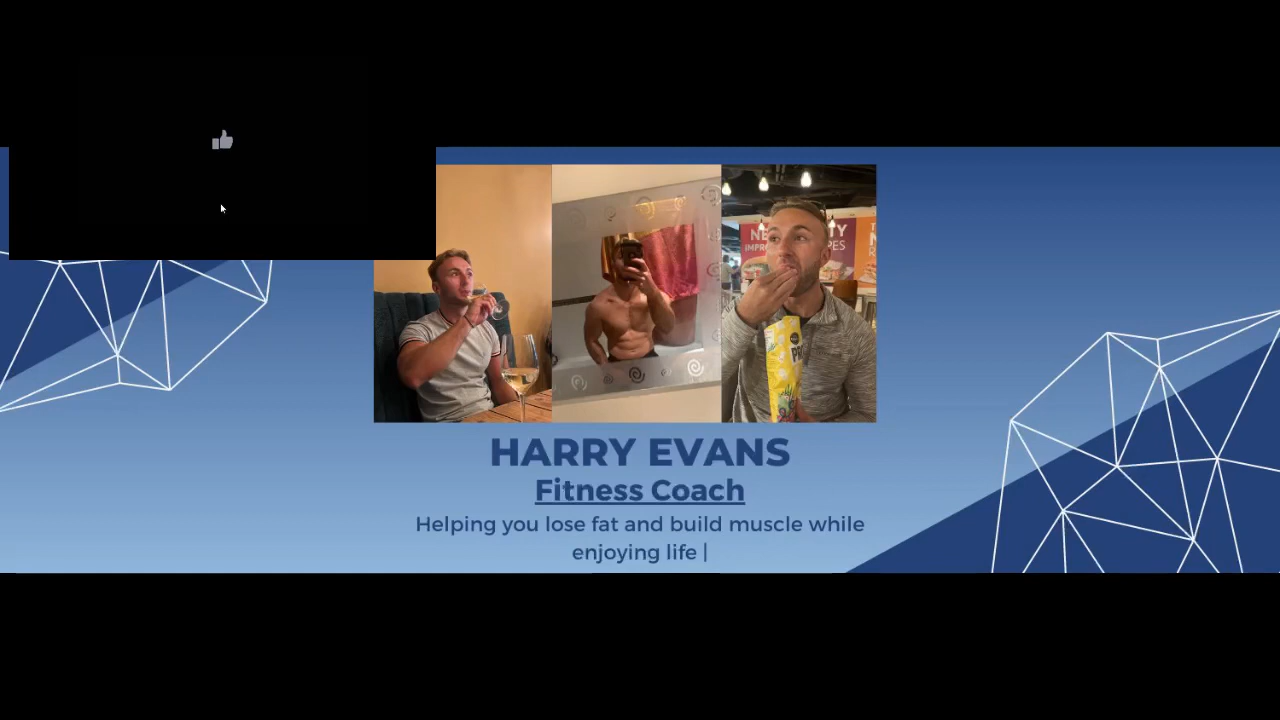 HARRY EVANS
Fitness Coach
Helping you lose fat and build muscle while
enjoying life |